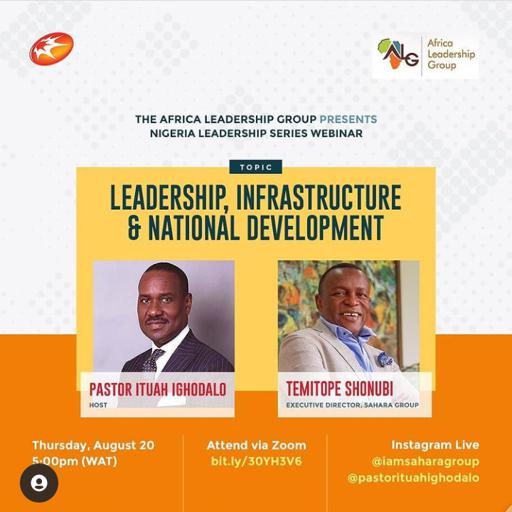 ALG
Africa
Leadership
Group
THE AFRICA LEADERSHIP GROUP PRESENTS
NIGERIA LEADERSHIP SERIES WEBINAR
TOPIC
LEADERSHIP, INFRASTRUCTURE
& NATIONAL DEVELOPMENT
PASTOR ITUAH IGHODALO
HOST
TEMITOPE SHONUBI
EXECUTIVE DIRECTOR, SAHARA GROUP
Thursday, August 20
5:00pm (WAT)
Attend via Zoom
bit.ly/30YH3V6
Instagram Live
@iamsaharagroup
@pastorituahighodalo